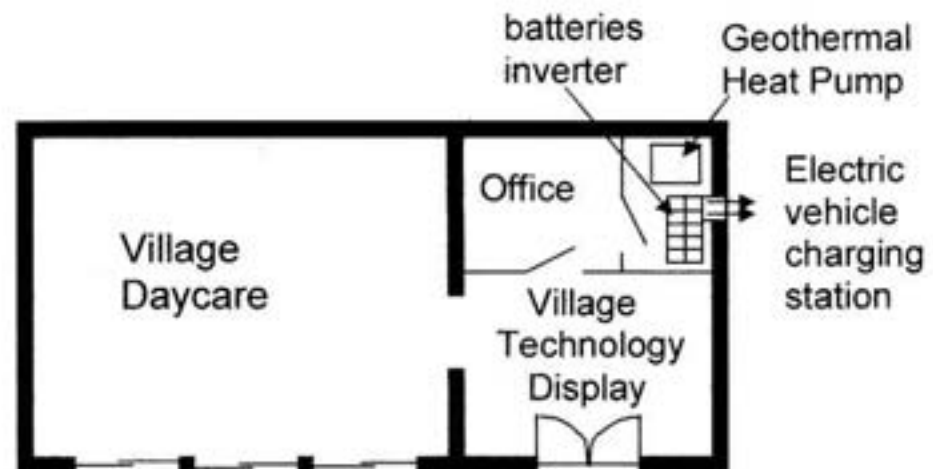 batteries
inverter
Geothermal
Heat Pump
Office
Electric
vehicle
charging
station
Village
Daycare
Village
Technology
Display